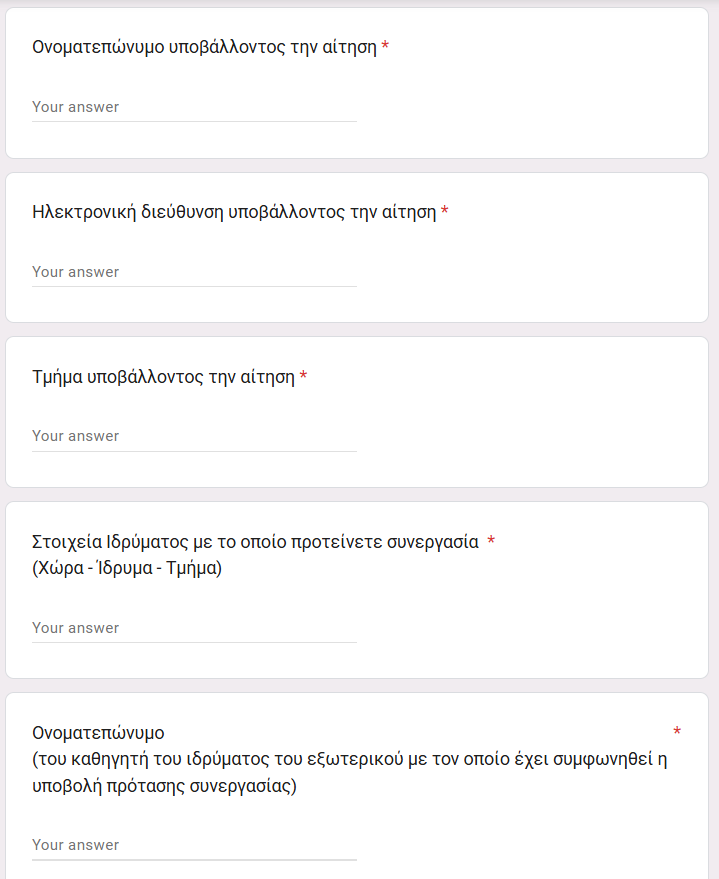 Ονοματεπώνυμο υποβάλλοντος την αίτηση *
Your answer
Ηλεκτρονική διεύθυνση υποβάλλοντος την αίτηση *
Your answer
Τμήμα υποβάλλοντος την αίτηση *
Your answer
Στοιχεία Ιδρύματος με το οποίο προτείνετε συνεργασία *
(Χώρα - Ίδρυμα - Τμήμα)
Your answer
Ονοματεπώνυμο *
(του καθηγητή του ιδρύματος του εξωτερικού με τον οποίο έχει συμφωνηθεί η
υποβολή πρότασης συνεργασίας)
Your answer